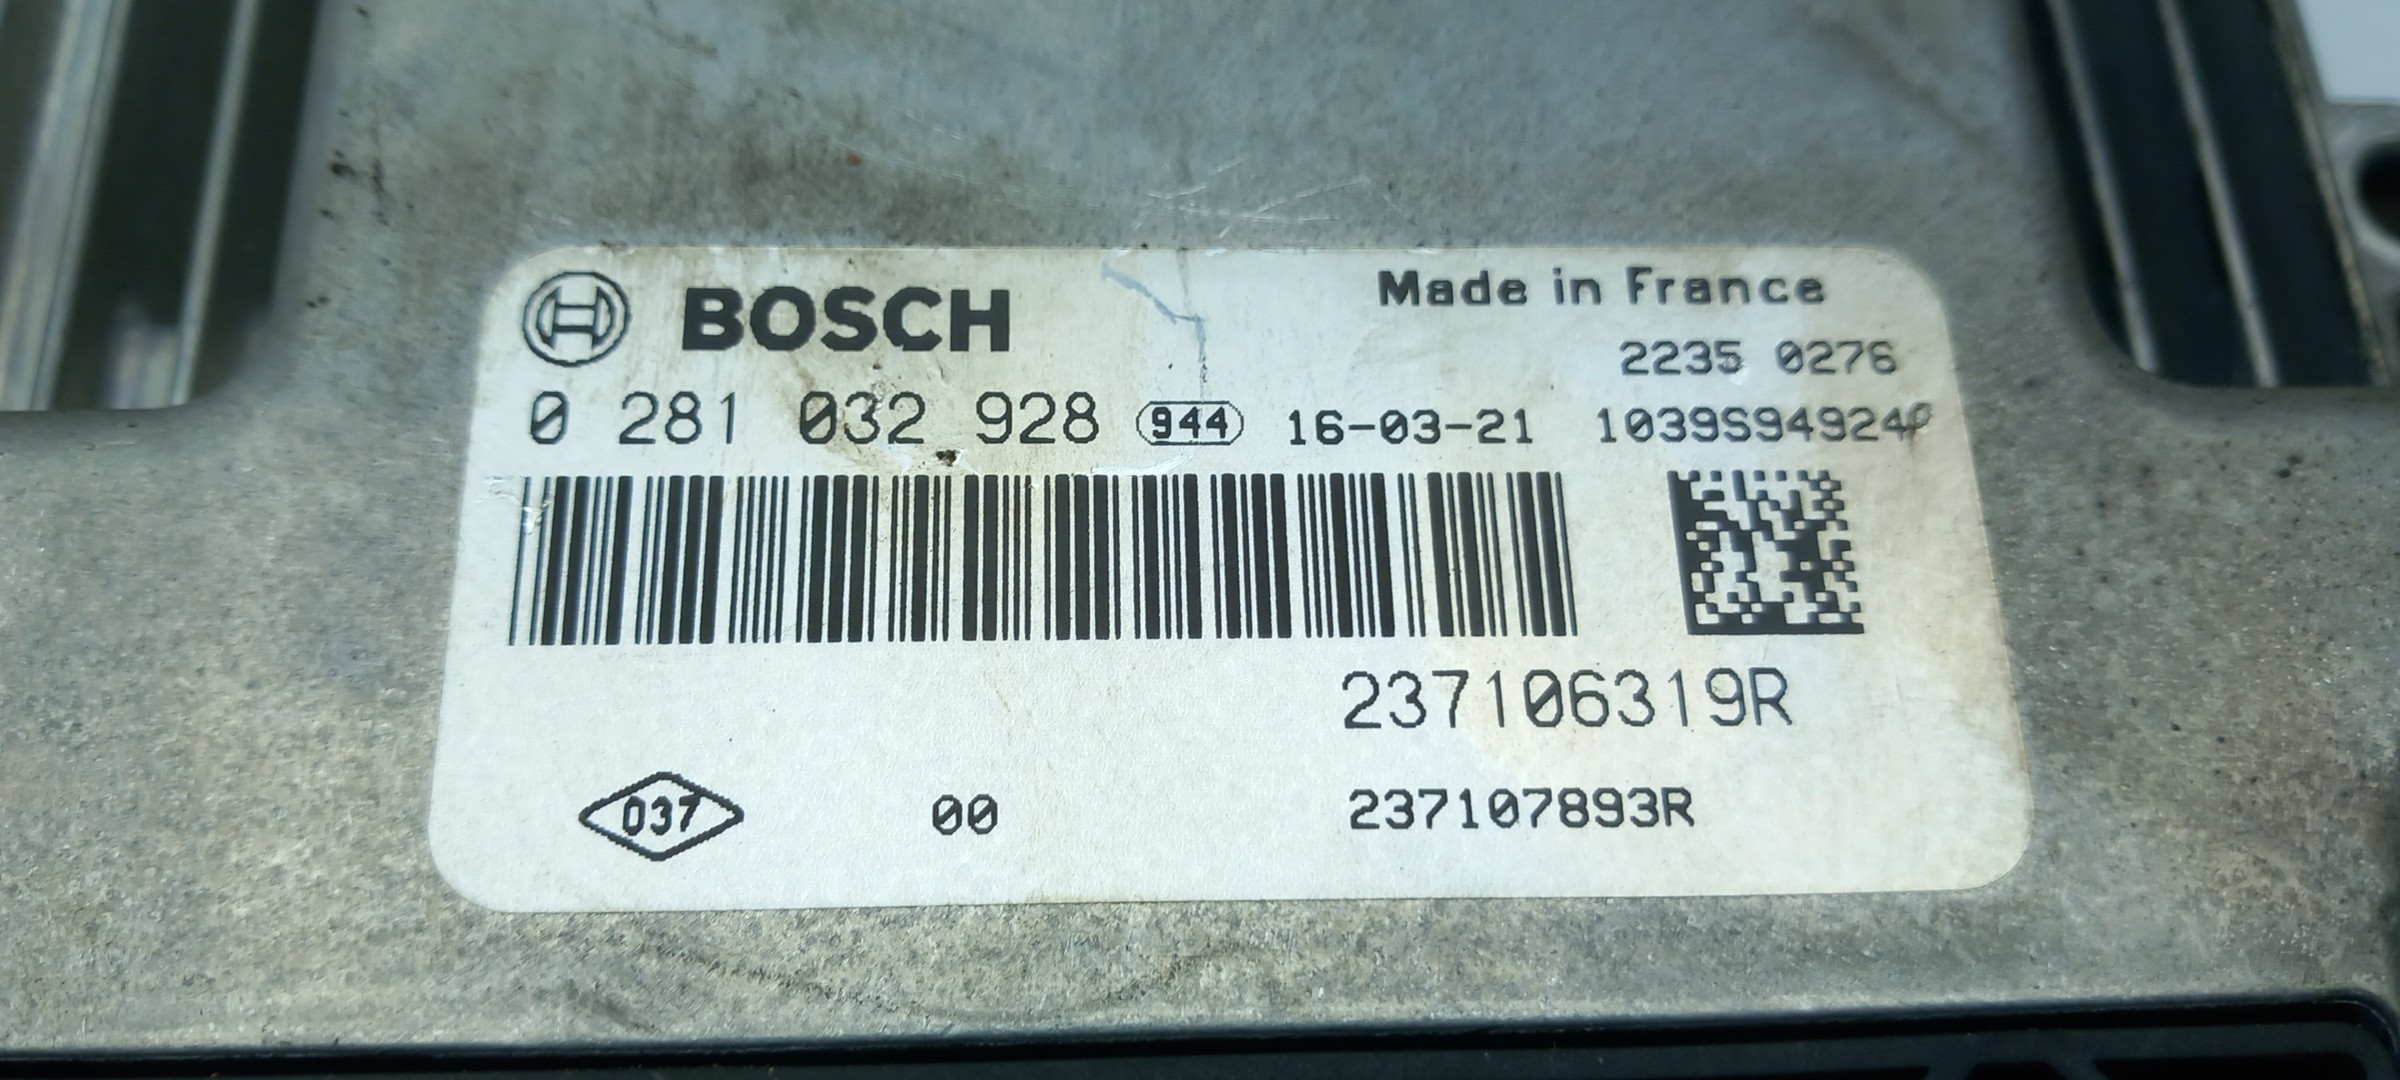 BOSCH
Made in France
2235 0276
0 281 032 928 944 16-03-21 1039S94924
237106319R
037 00 237107893R